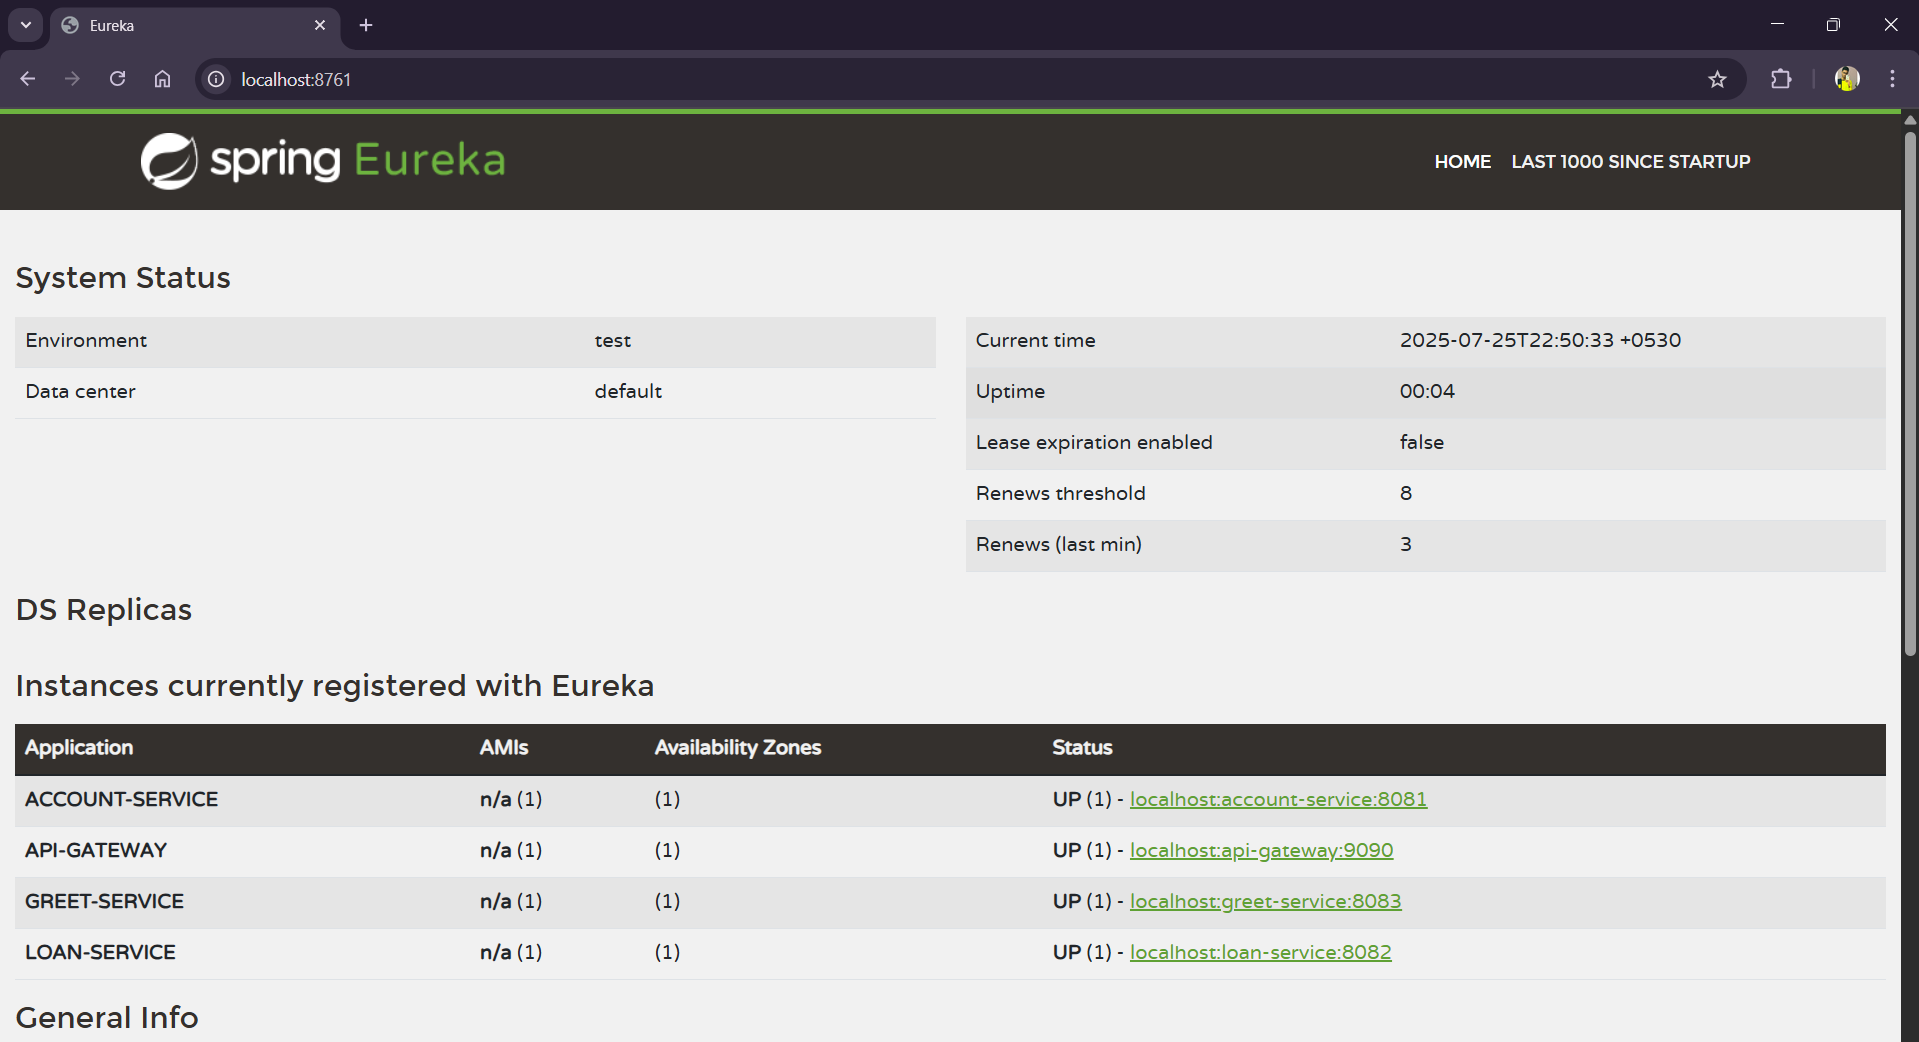 Eureka
localhost:8761
spring Eureka
HOME LAST 1000 SINCE STARTUP
System Status
Environment test
Data center default
Current time 2025-07-25T22:50:33 +0530
Uptime 00:04
Lease expiration enabled false
Renews threshold 8
Renews (last min) 3
DS Replicas
Instances currently registered with Eureka
Application AMIs Availability Zones Status
ACCOUNT-SERVICE n/a (1) (1) UP (1) - localhost:account-service:8081
API-GATEWAY n/a (1) (1) UP (1) - localhost:api-gateway:9090
GREET-SERVICE n/a (1) (1) UP (1) - localhost:greet-service:8083
LOAN-SERVICE n/a (1) (1) UP (1) - localhost:loan-service:8082
General Info